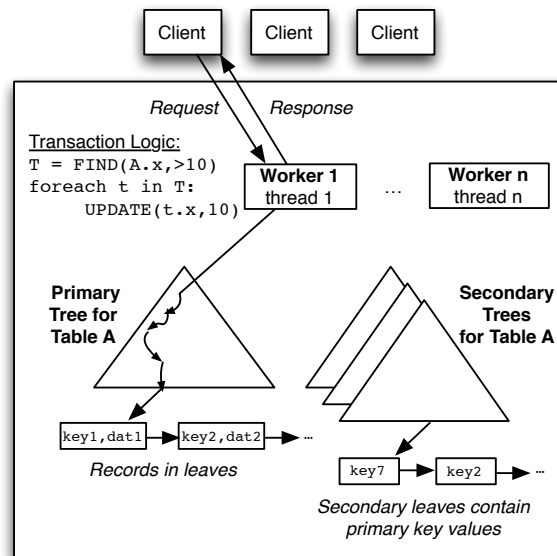 Client
Client
Client
Request
Response
Transaction Logic:
T = FIND(A.x,>10)
foreach t in T:
UPDATE(t.x,10)
Worker 1
thread 1
...
Worker n
thread n
Primary
Tree for
Table A
Secondary
Trees
for Table A
key1,dat1
key2,dat2
...
Records in leaves
key7
key2
...
Secondary leaves contain
primary key values